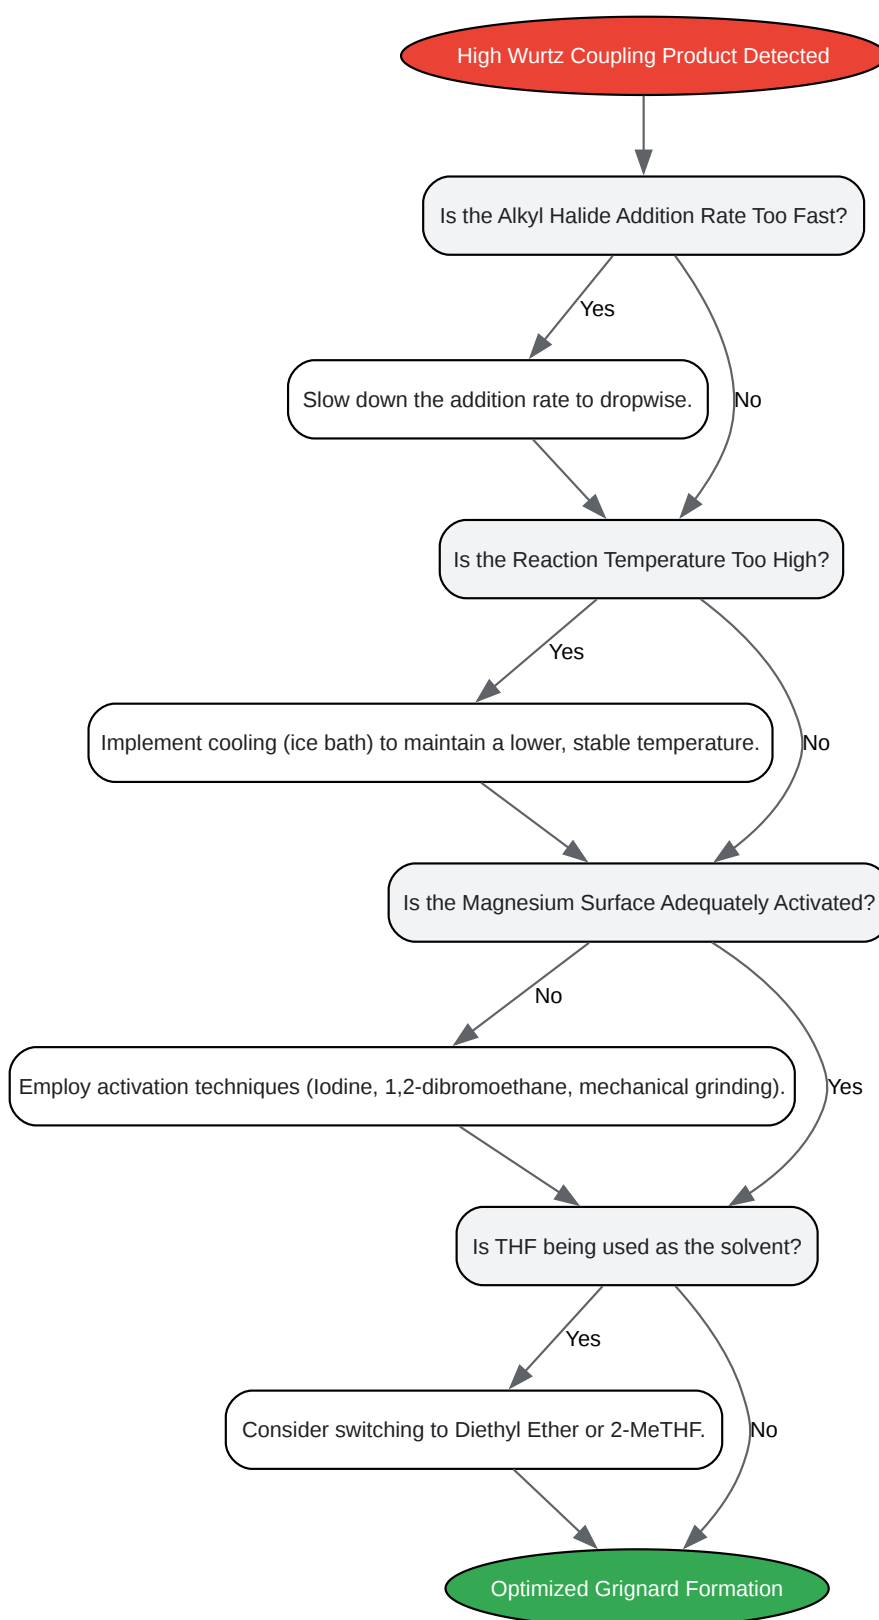 High Wurtz Coupling Product Detected
Is the Alkyl Halide Addition Rate Too Fast?
Yes
Slow down the addition rate to dropwise.
No
Is the Reaction Temperature Too High?
Yes
Implement cooling (ice bath) to maintain a lower, stable temperature.
No
Is the Magnesium Surface Adequately Activated?
No
Employ activation techniques (Iodine, 1,2-dibromoethane, mechanical grinding).
Yes
Is THF being used as the solvent?
Yes
Consider switching to Diethyl Ether or 2-MeTHF.
No
Optimized Grignard Formation